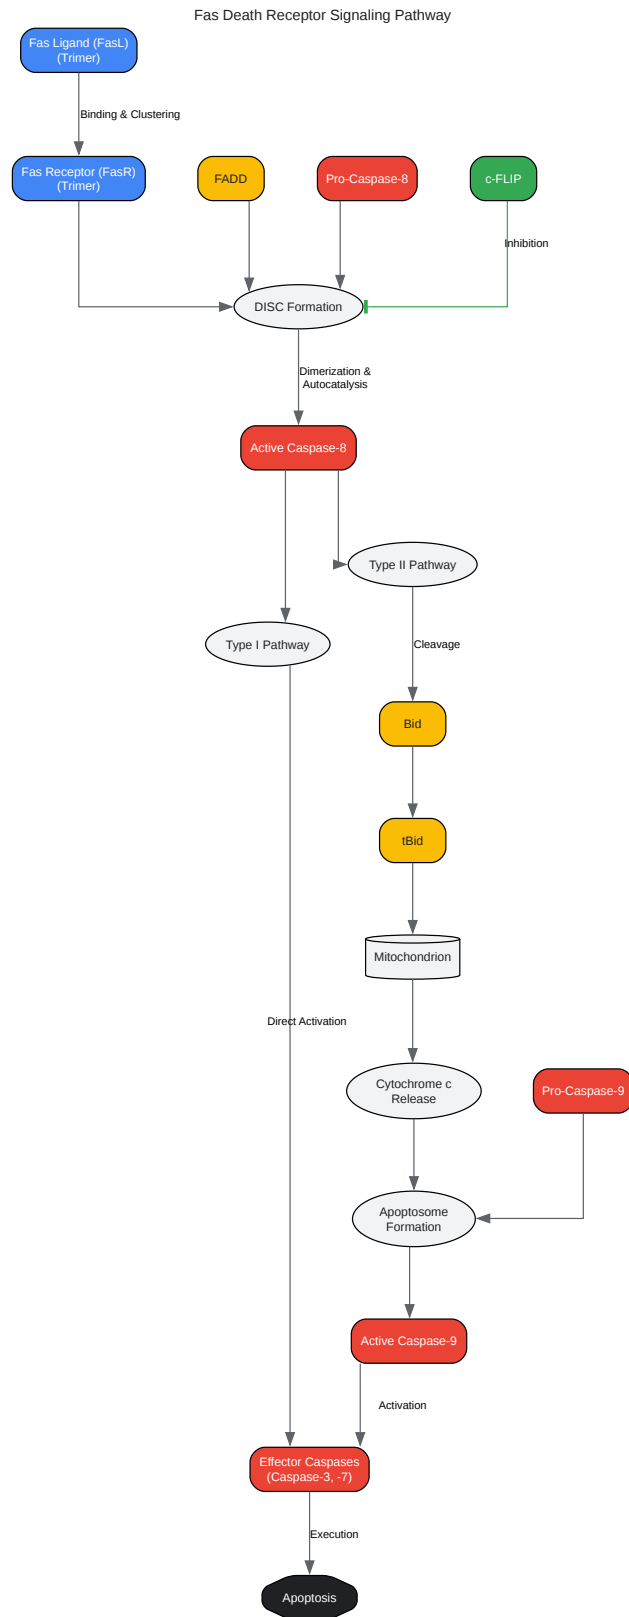 Fas Death Receptor Signaling Pathway
Fas Ligand (FasL)
(Trimer)
Binding & Clustering
Fas Receptor (FasR)
(Trimer)
FADD
Pro-Caspase-8
c-FLIP
Inhibition
DISC Formation
Dimerization &
Autocatalysis
Active Caspase-8
Type II Pathway
Type I Pathway
Cleavage
Bid
tBid
Mitochondrion
Direct Activation
Cytochrome c
Release
Pro-Caspase-9
Apoptosome
Formation
Active Caspase-9
Activation
Effector Caspases
(Caspase-3, -7)
Execution
Apoptosis